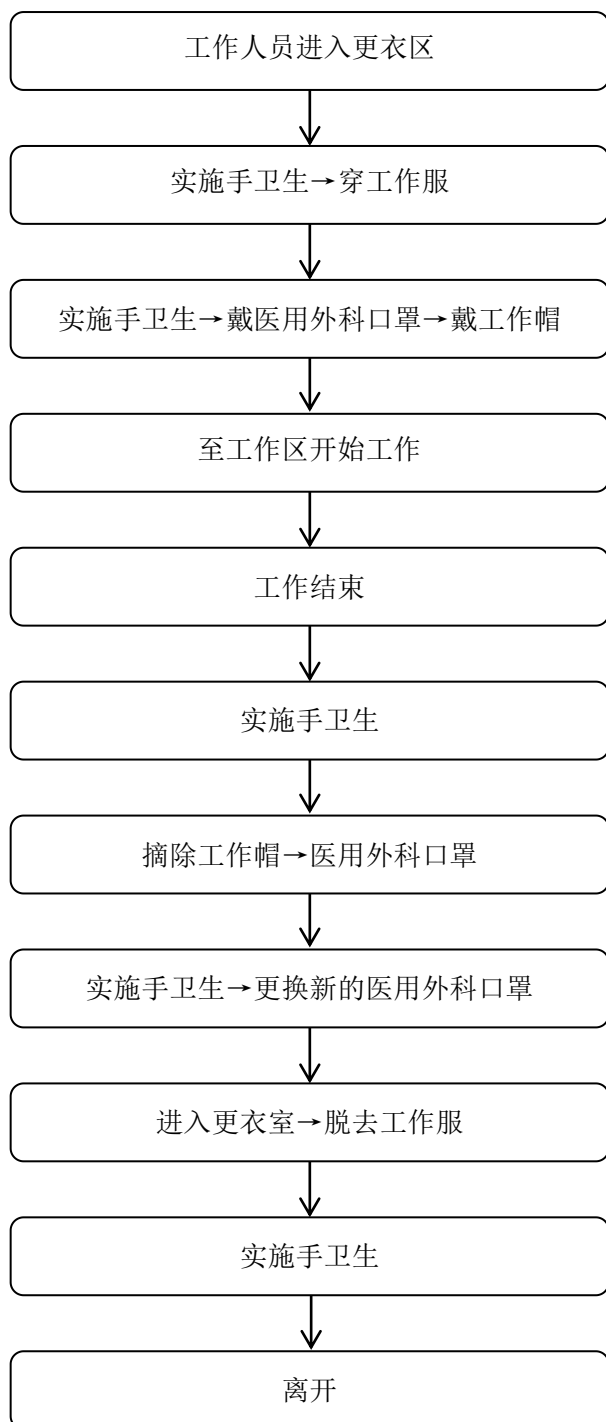 工作人员进入更衣区
实施手卫生→穿工作服
实施手卫生→戴医用外科口罩→戴工作帽
至工作区开始工作
工作结束
实施手卫生
摘除工作帽→医用外科口罩
实施手卫生→更换新的医用外科口罩
进入更衣室→脱去工作服
实施手卫生
离开